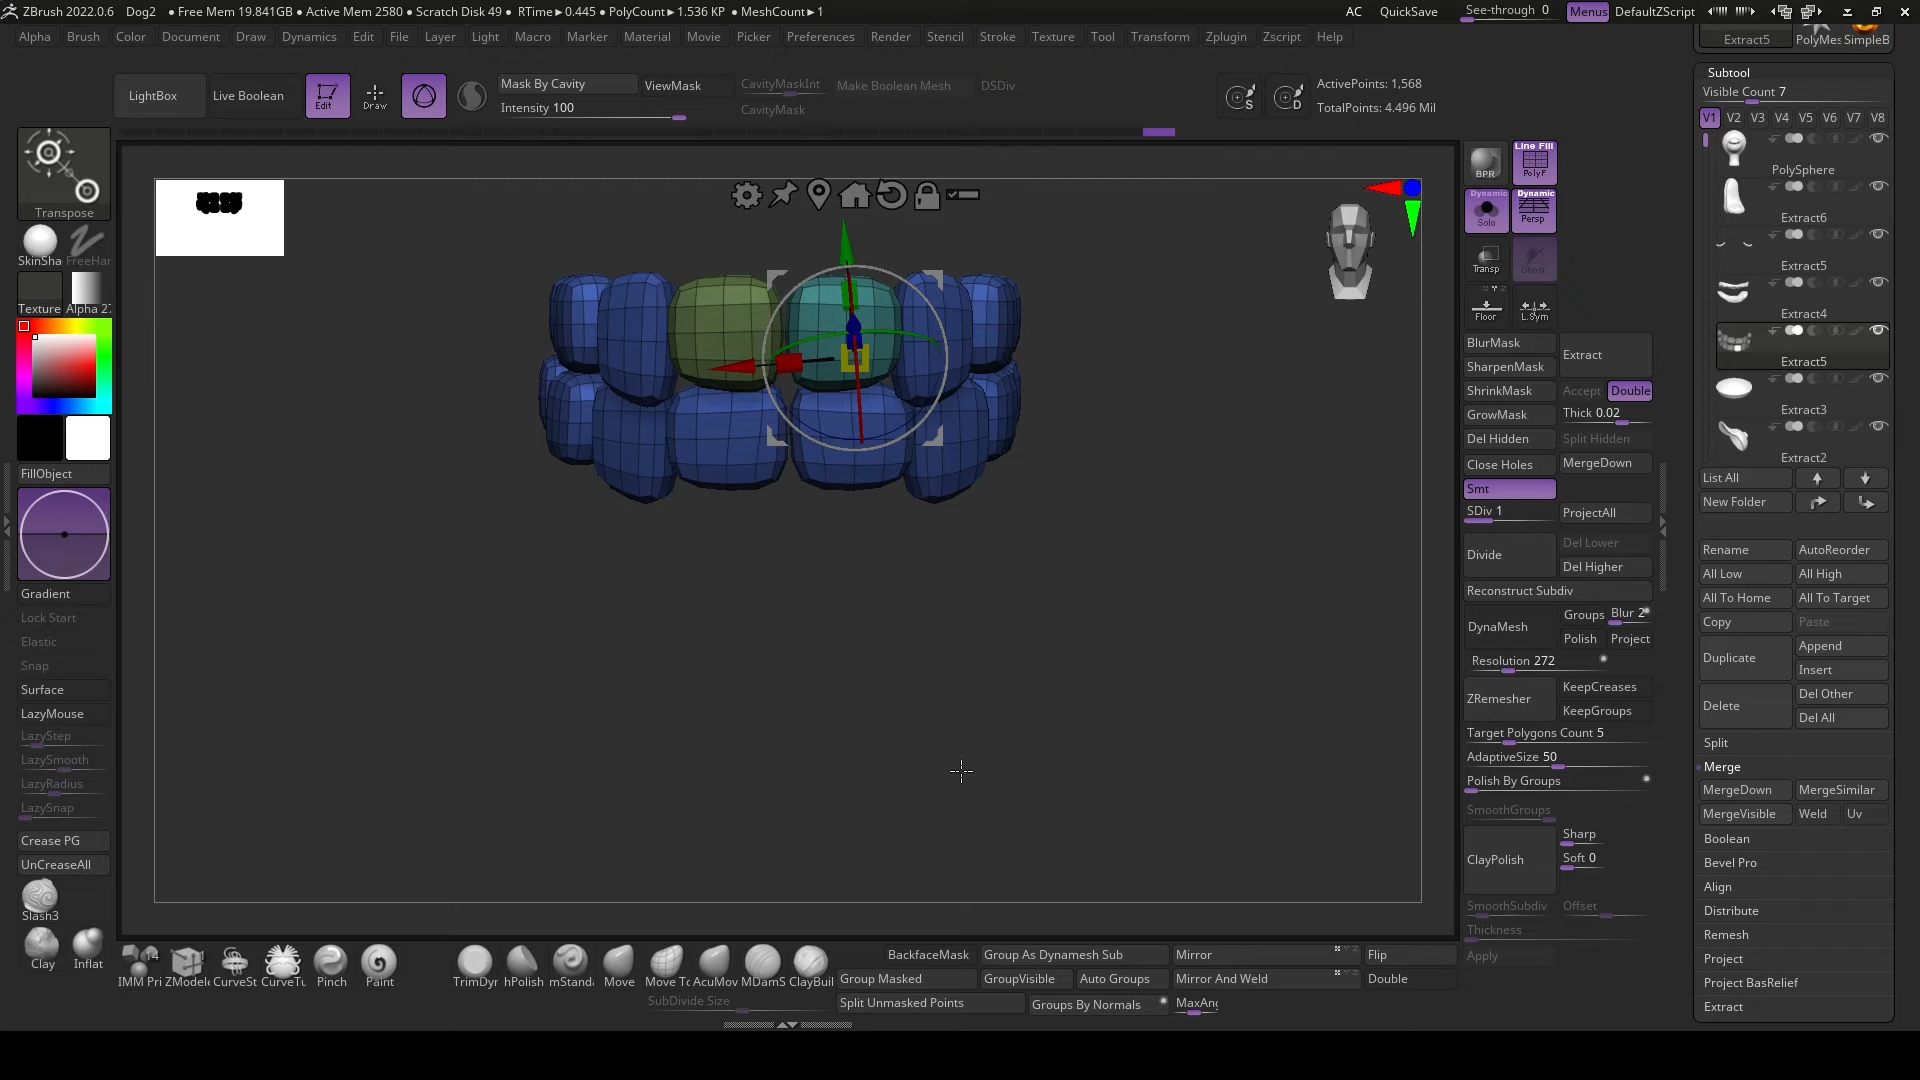 ZBrush 2022.0.6 Dog2 • Free Mem 19.841GB • Active Mem 2580 • Scratch Disk 49 • RTime►0.445 • PolyCount►1.536 KP • MeshCount►1 AC QuickSave See-through 0 Menus DefaultZScript
Alpha Brush Color Document Draw Dynamics Edit File Layer Light Macro Marker Material Movie Picker Preferences Render Stencil Stroke Texture Tool Transform Zplugin Zscript Help
Extract5 PolyMes SimpleB
LightBox Live Boolean Edit Draw
Mask By Cavity ViewMask CavityMaskInt Make Boolean Mesh DSDiv
Intensity 100 CavityMask
S D
ActivePoints: 1,568
TotalPoints: 4.496 Mil
Transpose
SkinSha FreeHan
Texture Alpha 27
FillObject
Gradient
Lock Start
Elastic
Snap
Surface
LazyMouse
LazyStep
LazySmooth
LazyRadius
LazySnap
Crease PG
UnCreaseAll
Slash3
Clay Inflat
BPR Line Fill PolyF
Dynamic Solo Dynamic Persp
Transp Ghost
Floor L.Sym
BlurMask Extract
SharpenMask
ShrinkMask Accept Double
GrowMask Thick 0.02
Del Hidden Split Hidden
Close Holes MergeDown
Smt
SDiv 1 ProjectAll
Divide Del Lower
Del Higher
Reconstruct Subdiv
DynaMesh Groups Blur 2
Polish Project
Resolution 272
ZRemesher KeepCreases
KeepGroups
Target Polygons Count 5
AdaptiveSize 50
Polish By Groups
SmoothGroups
ClayPolish Sharp
Soft 0
SmoothSubdiv Offset
Thickness
Apply
Subtool
Visible Count 7
V1 V2 V3 V4 V5 V6 V7 V8
PolySphere
Extract6
Extract5
Extract4
Extract5
Extract3
Extract2
List All
New Folder
Rename AutoReorder
All Low All High
All To Home All To Target
Copy Paste
Duplicate Append
Insert
Delete Del Other
Del All
Split
Merge
MergeDown MergeSimilar
MergeVisible Weld Uv
Boolean
Bevel Pro
Align
Distribute
Remesh
Project
Project BasRelief
Extract
14
IMM Pri ZModele CurveSt CurveTu Pinch Paint TrimDyn hPolish mStanda Move Move To AcuMov MDamS ClayBuil
BackfaceMask Group As Dynamesh Sub Mirror Flip
Group Masked GroupVisible Auto Groups Mirror And Weld Double
SubDivide Size Split Unmasked Points Groups By Normals MaxAng